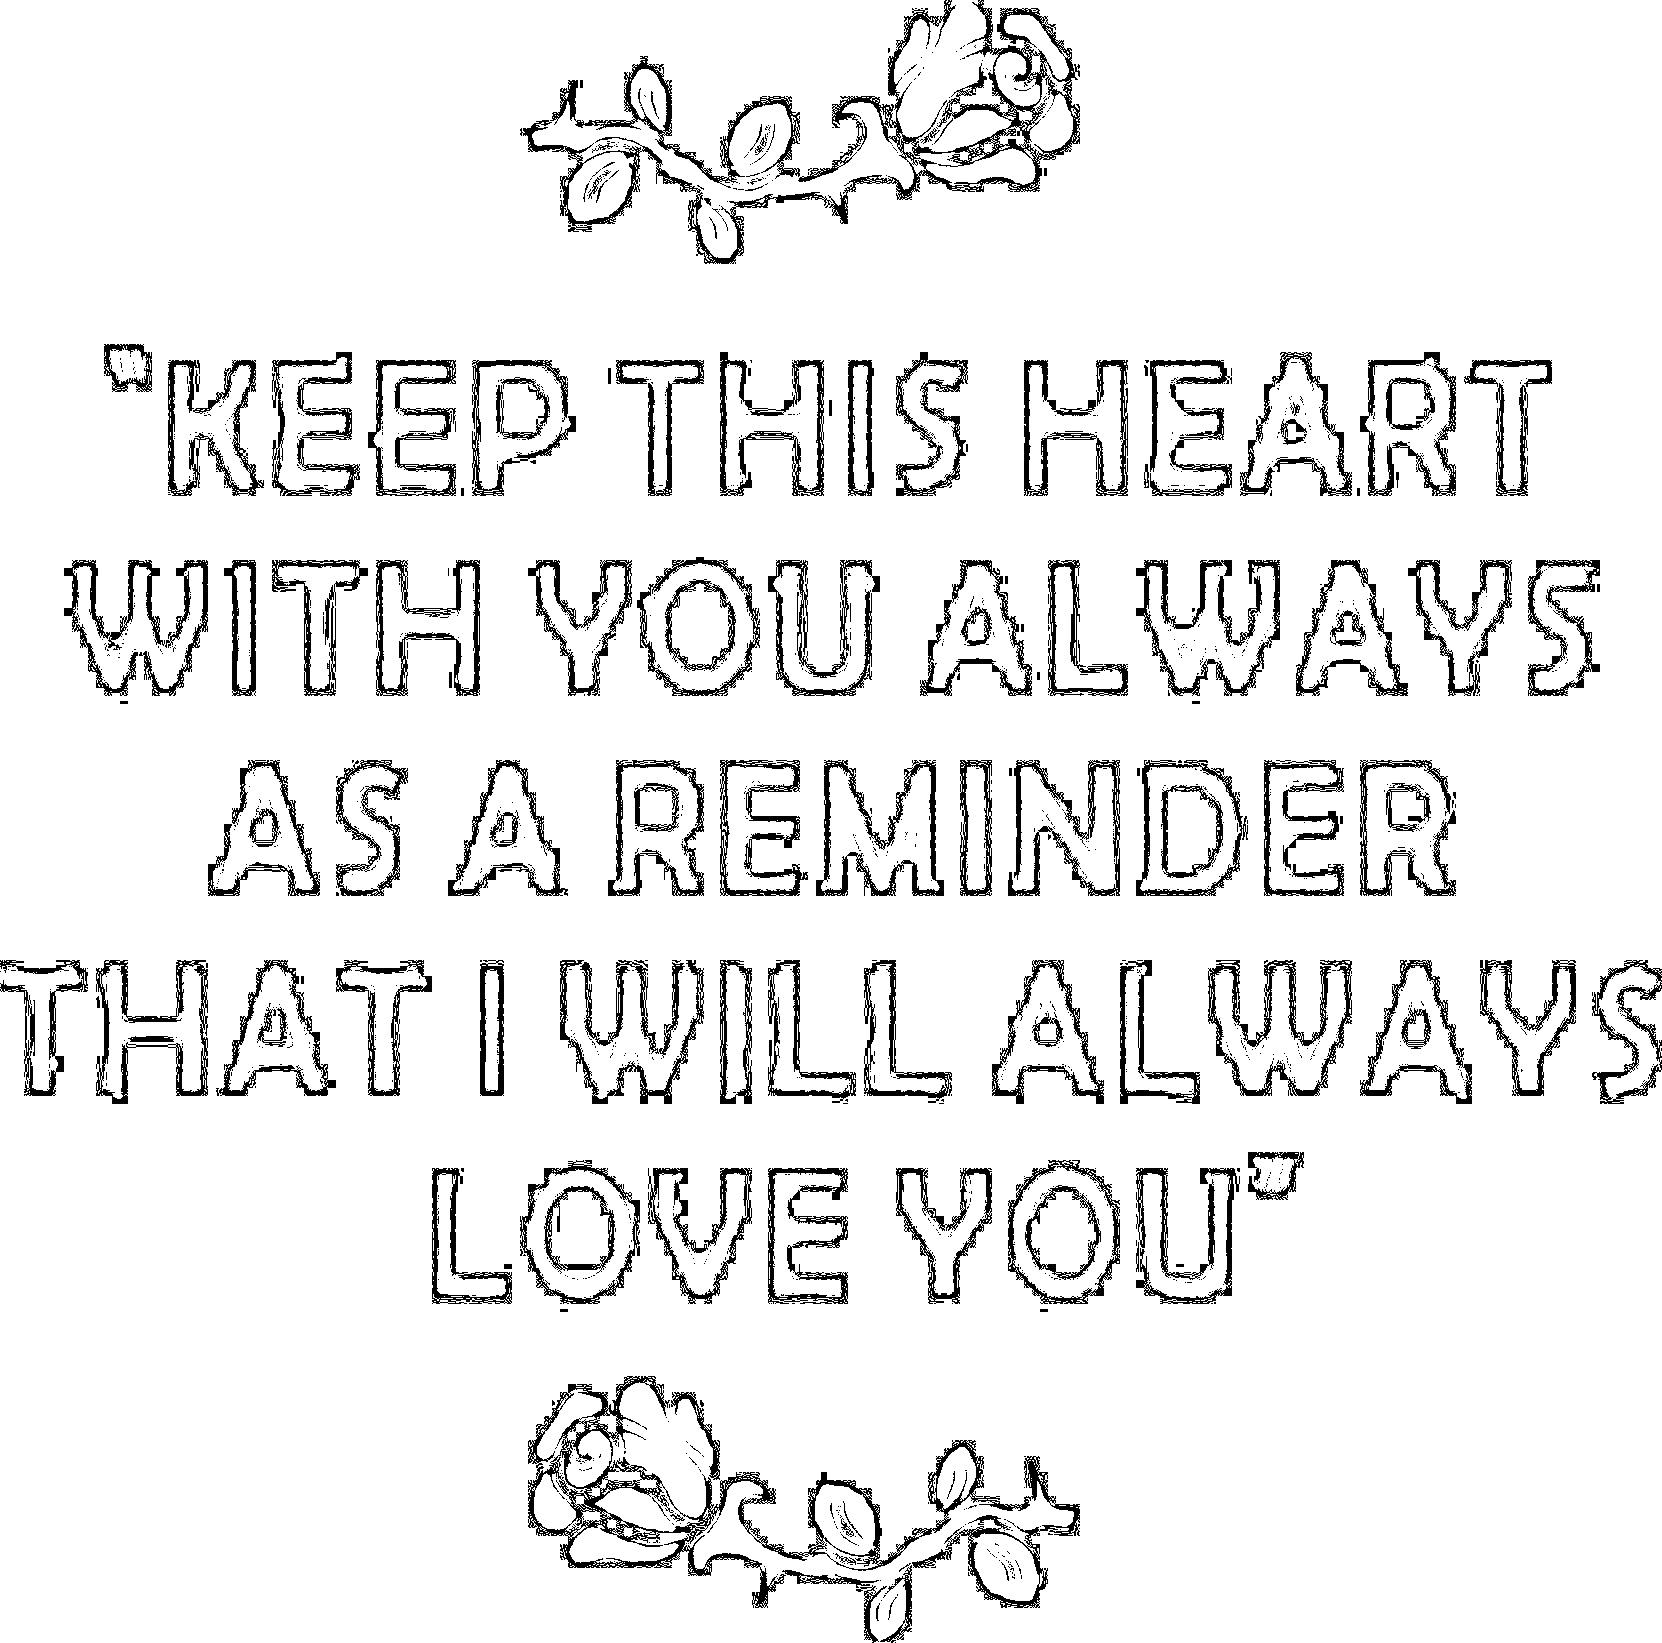 "KEEP THIS HEART
WITH YOU ALWAYS
AS A REMINDER
THAT I WILL ALWAYS
LOVE YOU"